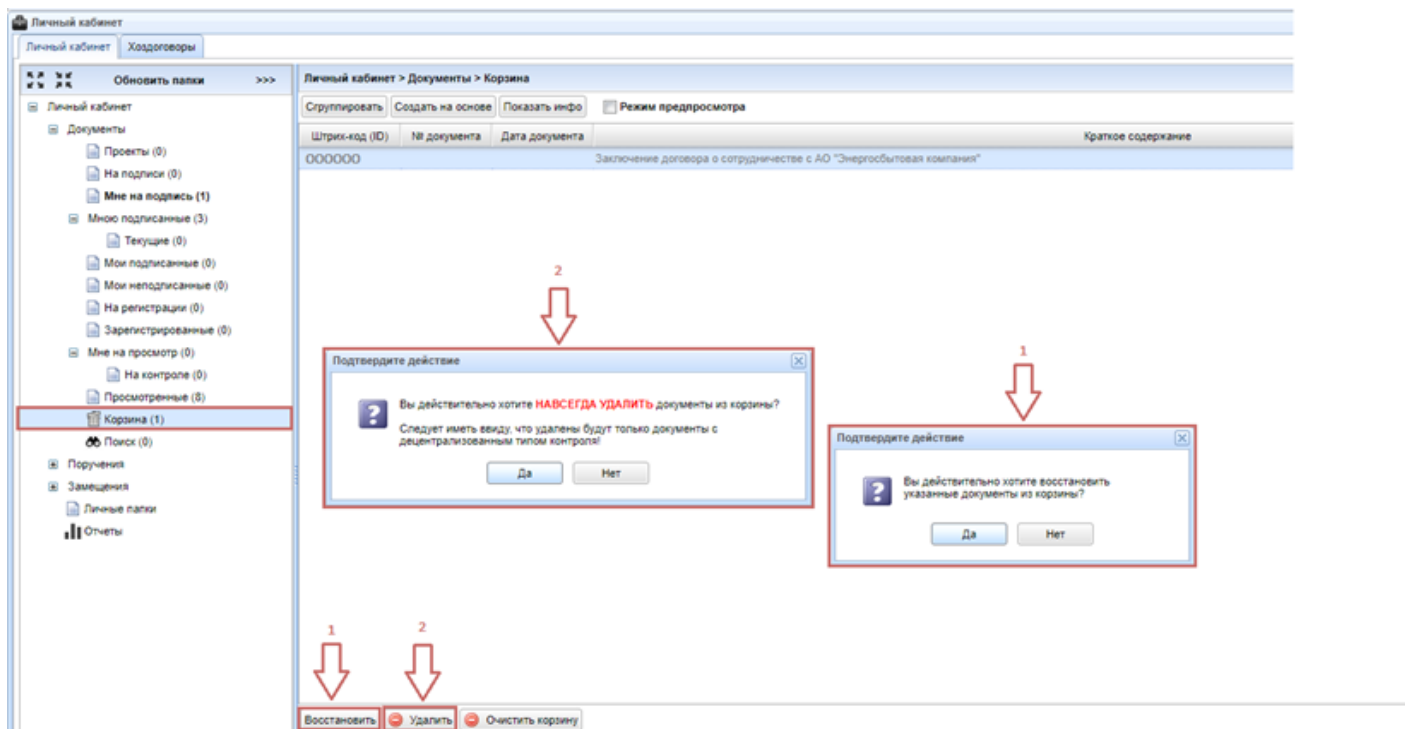 Личный кабинет
Личный кабинет Хоздоговоры
Обновить папки >>>
Личный кабинет
Документы
Проекты (0)
На подписи (0)
Мне на подпись (1)
Мною подписанные (3)
Текущие (0)
Мои подписанные (0)
Мои неподписанные (0)
На регистрации (0)
Зарегистрированные (0)
Мне на просмотр (0)
На контроле (0)
Просмотренные (8)
Корзина (1)
Поиск (0)
Поручения
Замещения
Личные папки
Отчеты
Личный кабинет > Документы > Корзина
Сгруппировать Создать на основе Показать инфо Режим предпросмотра
Штрих-код (ID) № документа Дата документа Краткое содержание
000000 Заключение договора о сотрудничестве с АО "Энергосбытовая компания"
2
Подтвердите действие
Вы действительно хотите НАВСЕГДА УДАЛИТЬ документы из корзины?
Следует иметь ввиду, что удалены будут только документы с
децентрализованным типом контроля!
Да Нет
1
Подтвердите действие
Вы действительно хотите восстановить
указанные документы из корзины?
Да Нет
1 2
Восстановить Удалить Очистить корзину